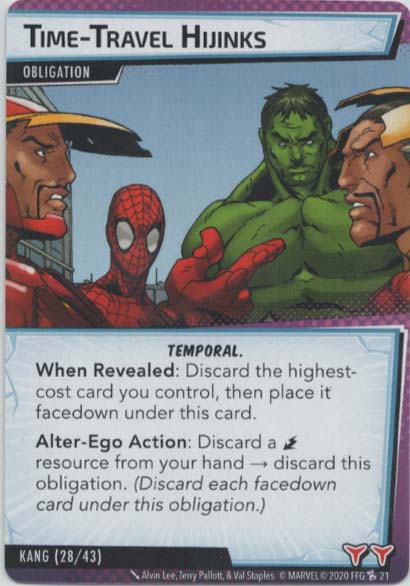 TIME-TRAVEL HIJINKS
OBLIGATION
TEMPORAL.
When Revealed: Discard the highest-
cost card you control, then place it
facedown under this card.
Alter-Ego Action: Discard a
resource from your hand → discard this
obligation. (Discard each facedown
card under this obligation.)
KANG (28/43)
Alvin Lee, Terry Pallott, & Val Staples © MARVEL © 2020 FFG 21